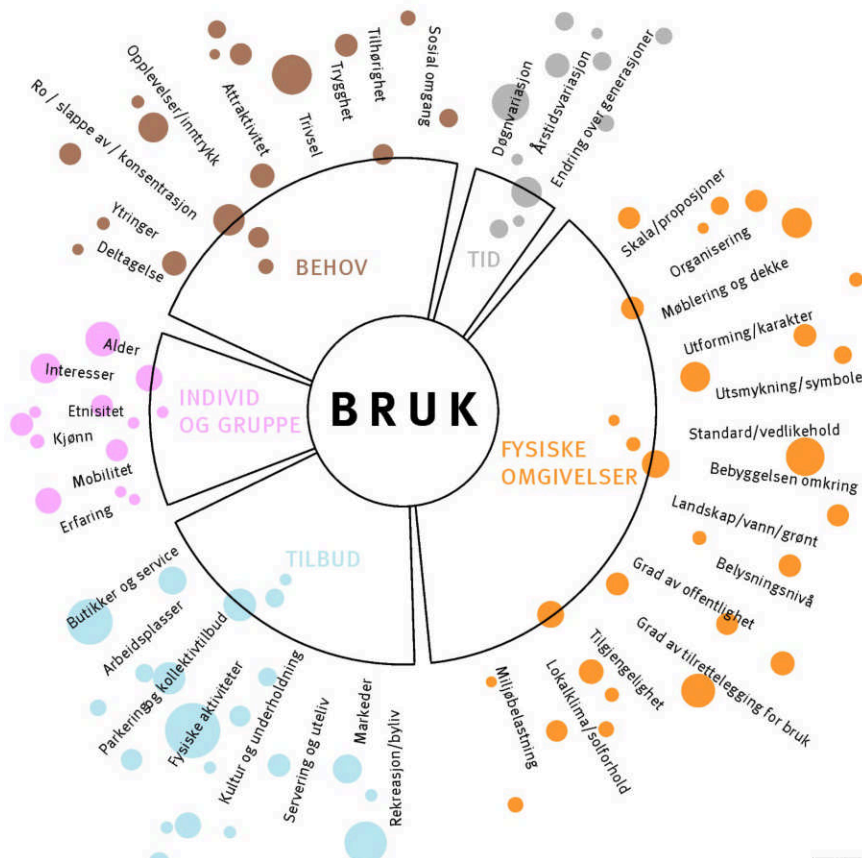 BRUK
BEHOV
Deltagelse
Ytringer
Ro / slappe av / konsentrasjon
Opplevelser/inntrykk
Attraktivitet
Trivsel
Trygghet
Tilhørighet
Sosial omgang
TID
Døgnvariasjon
Årstidsvariasjon
Endring over generasjoner
FYSISKE
OMGIVELSER
Skala/proposjoner
Organisering
Møblering og dekke
Utforming/karakter
Utsmykning/symboler
Standard/vedlikehold
Bebyggelsen omkring
Landskap/vann/grønt
Belysningsnivå
Grad av offentlighet
Grad av tilrettelegging for bruk
Tilgjengelighet
Lokalklima/solforhold
Miljøbelastning
TILBUD
Rekreasjon/byliv
Markeder
Servering og uteliv
Kultur og underholdning
Fysiske aktiviteter
Parkering og kollektivtilbud
Arbeidsplasser
Butikker og service
INDIVID
OG GRUPPE
Erfaring
Mobilitet
Kjønn
Etnisitet
Interesser
Alder